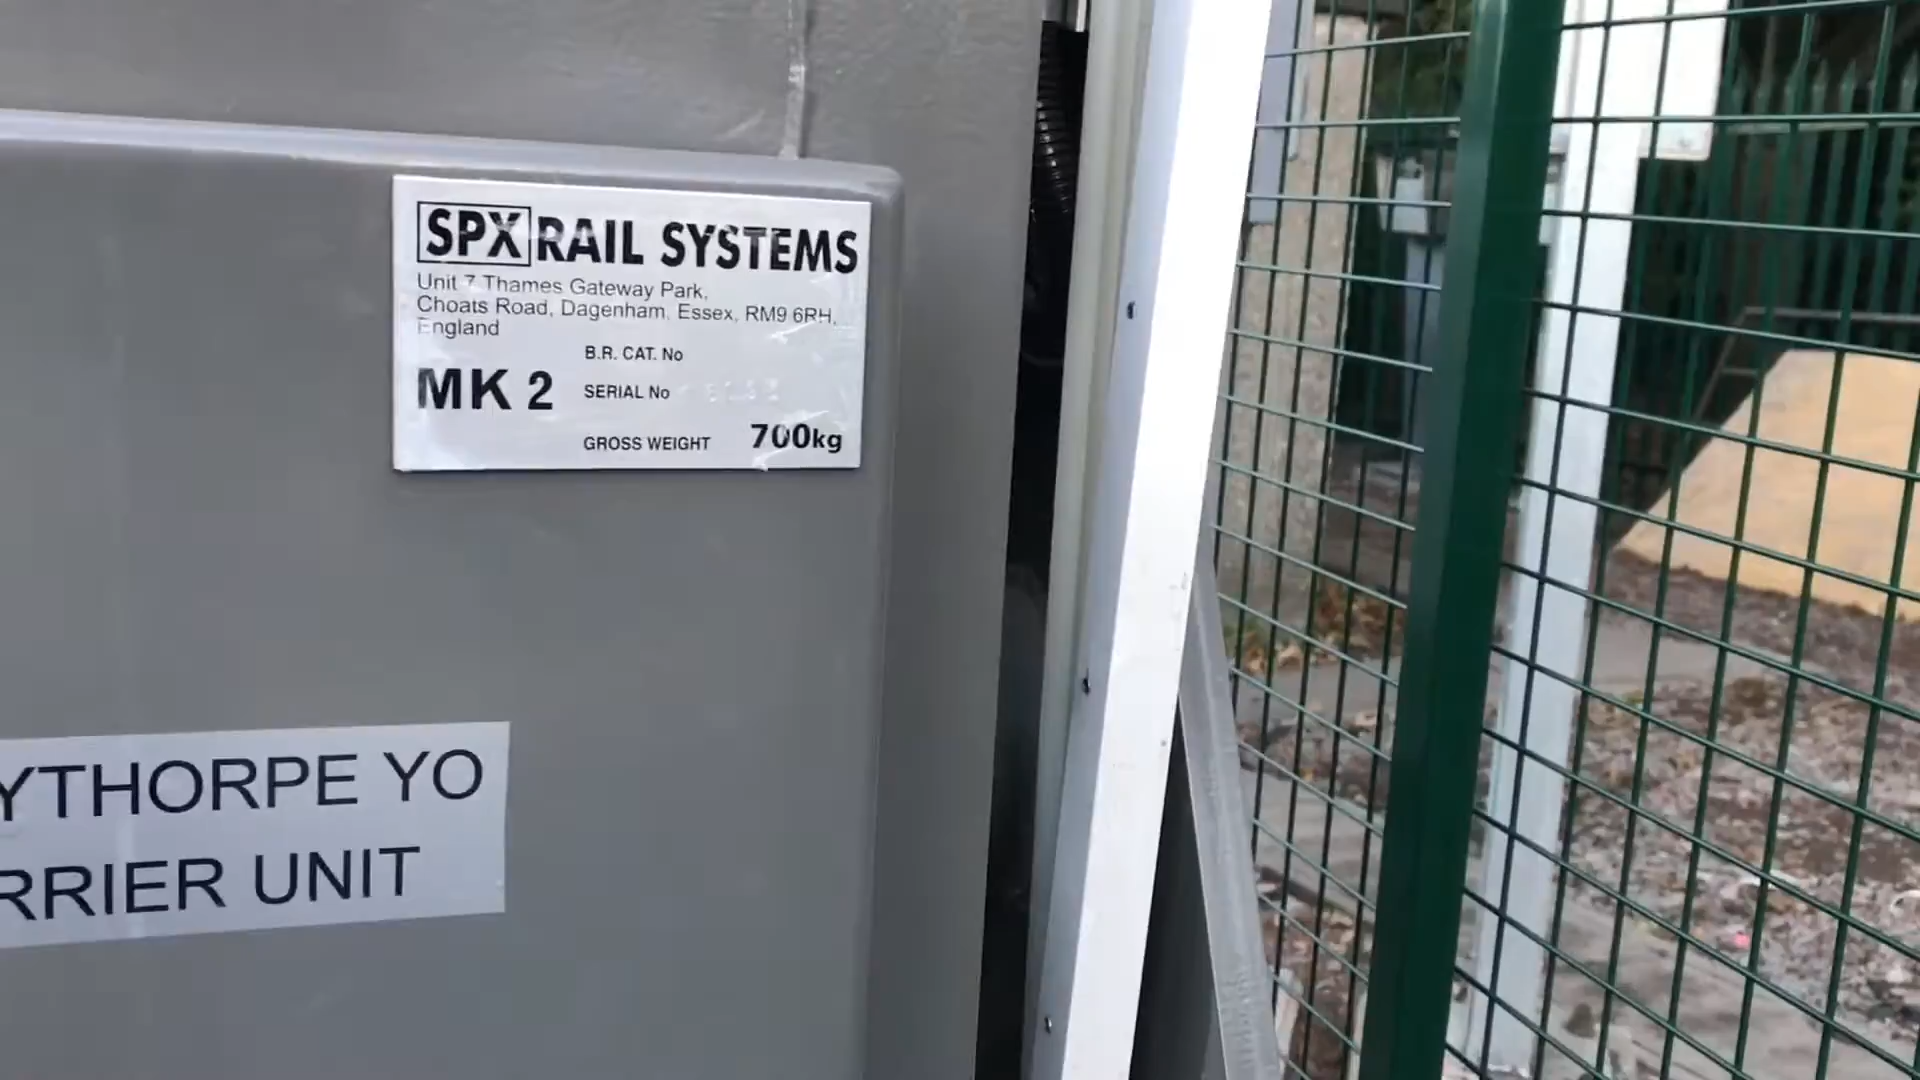 SPX RAIL SYSTEMS
Unit 7 Thames Gateway Park,
Choats Road, Dagenham, Essex, RM9 6RH,
England
B.R. CAT. No
MK 2 SERIAL No
GROSS WEIGHT 700kg
YTHORPE YO
RRIER UNIT